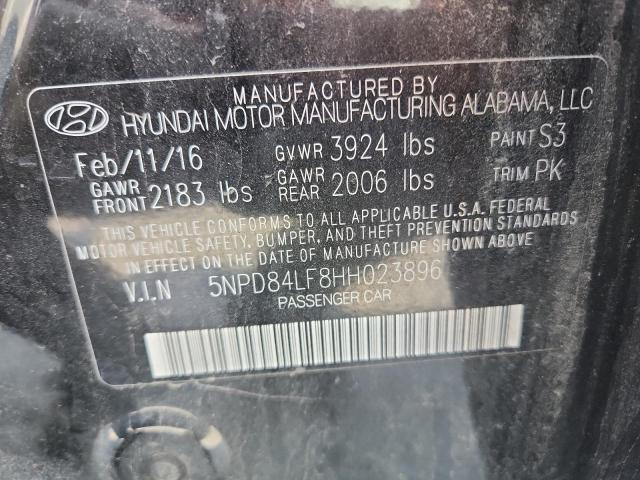 MANUFACTURED BY
HYUNDAI MOTOR MANUFACTURING ALABAMA, LLC
Feb/11/16 GVWR 3924 lbs PAINT S3
GAWR FRONT 2183 lbs GAWR REAR 2006 lbs TRIM PK
THIS VEHICLE CONFORMS TO ALL APPLICABLE U.S.A. FEDERAL
MOTOR VEHICLE SAFETY, BUMPER, AND THEFT PREVENTION STANDARDS
IN EFFECT ON THE DATE OF MANUFACTURE SHOWN ABOVE.
V.I.N 5NPD84LF8HH023896
PASSENGER CAR